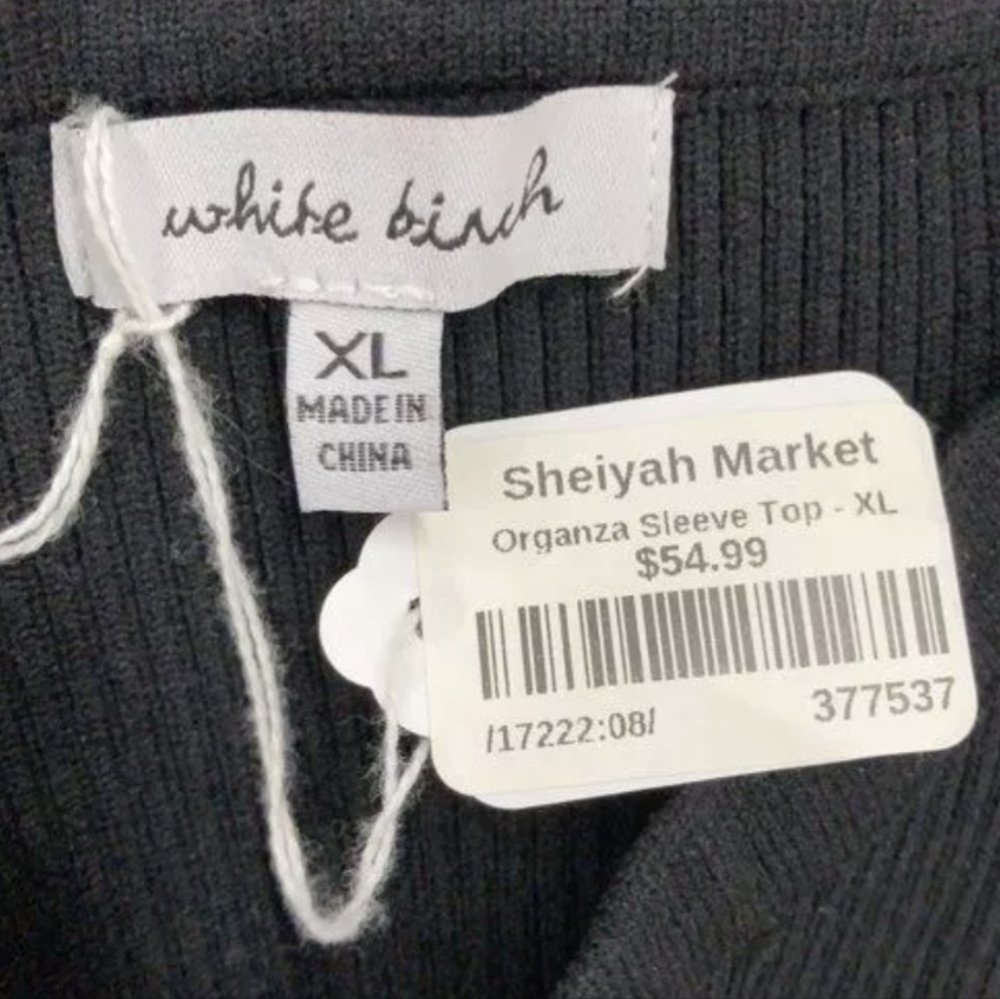 white birch
XL
MADE IN
CHINA
Sheiyah Market
Organza Sleeve Top - XL
$54.99
/17222:08/
377537